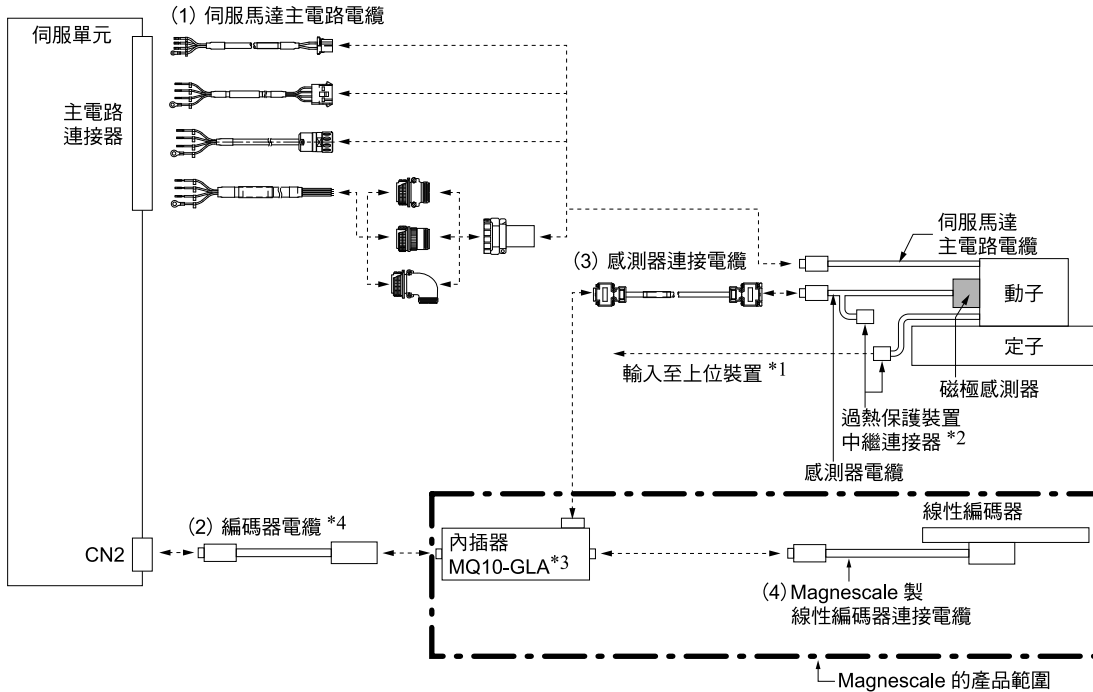 (1) 伺服馬達主電路電纜
伺服單元
主電路
連接器
(3) 感測器連接電纜
伺服馬達
主電路電纜
動子
定子
輸入至上位裝置 *1
磁極感測器
過熱保護裝置
中繼連接器 *2
感測器電纜
(2) 編碼器電纜 *4
CN2
內插器
MQ10-GLA*3
線性編碼器
(4) Magnescale 製
線性編碼器連接電纜
Magnescale 的產品範圍